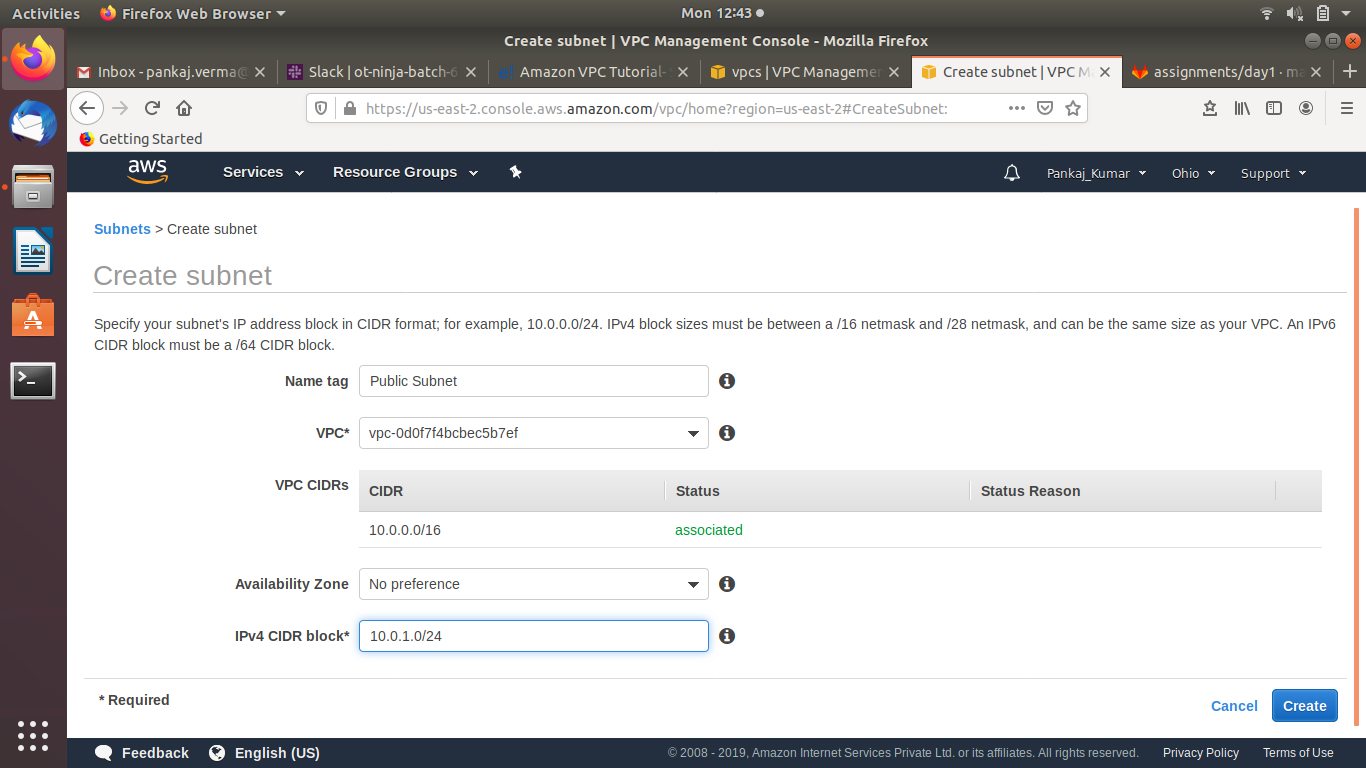 Activities Firefox Web Browser Mon 12:43
Create subnet | VPC Management Console - Mozilla Firefox
Inbox - pankaj.verma@ Slack | ot-ninja-batch-6 Amazon VPC Tutorial- vpcs | VPC Managemen Create subnet | VPC M assignments/day1 · ma
https://us-east-2.console.aws.amazon.com/vpc/home?region=us-east-2#CreateSubnet:
Getting Started
aws Services Resource Groups Pankaj_Kumar Ohio Support
Subnets > Create subnet
Create subnet
Specify your subnet's IP address block in CIDR format; for example, 10.0.0.0/24. IPv4 block sizes must be between a /16 netmask and /28 netmask, and can be the same size as your VPC. An IPv6
CIDR block must be a /64 CIDR block.
Name tag Public Subnet
VPC* vpc-0d0f7f4bcbec5b7ef
VPC CIDRs CIDR Status Status Reason
10.0.0.0/16 associated
Availability Zone No preference
IPv4 CIDR block* 10.0.1.0/24
* Required
Cancel Create
Feedback English (US) © 2008 - 2019, Amazon Internet Services Private Ltd. or its affiliates. All rights reserved. Privacy Policy Terms of Use